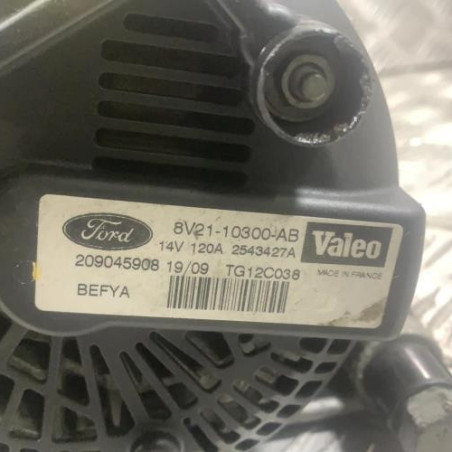 Ford 8V21-10300-AB Valeo
14V 120A 2543427A
209045908 19/09 TG12C038 MADE IN FRANCE
BEFYA